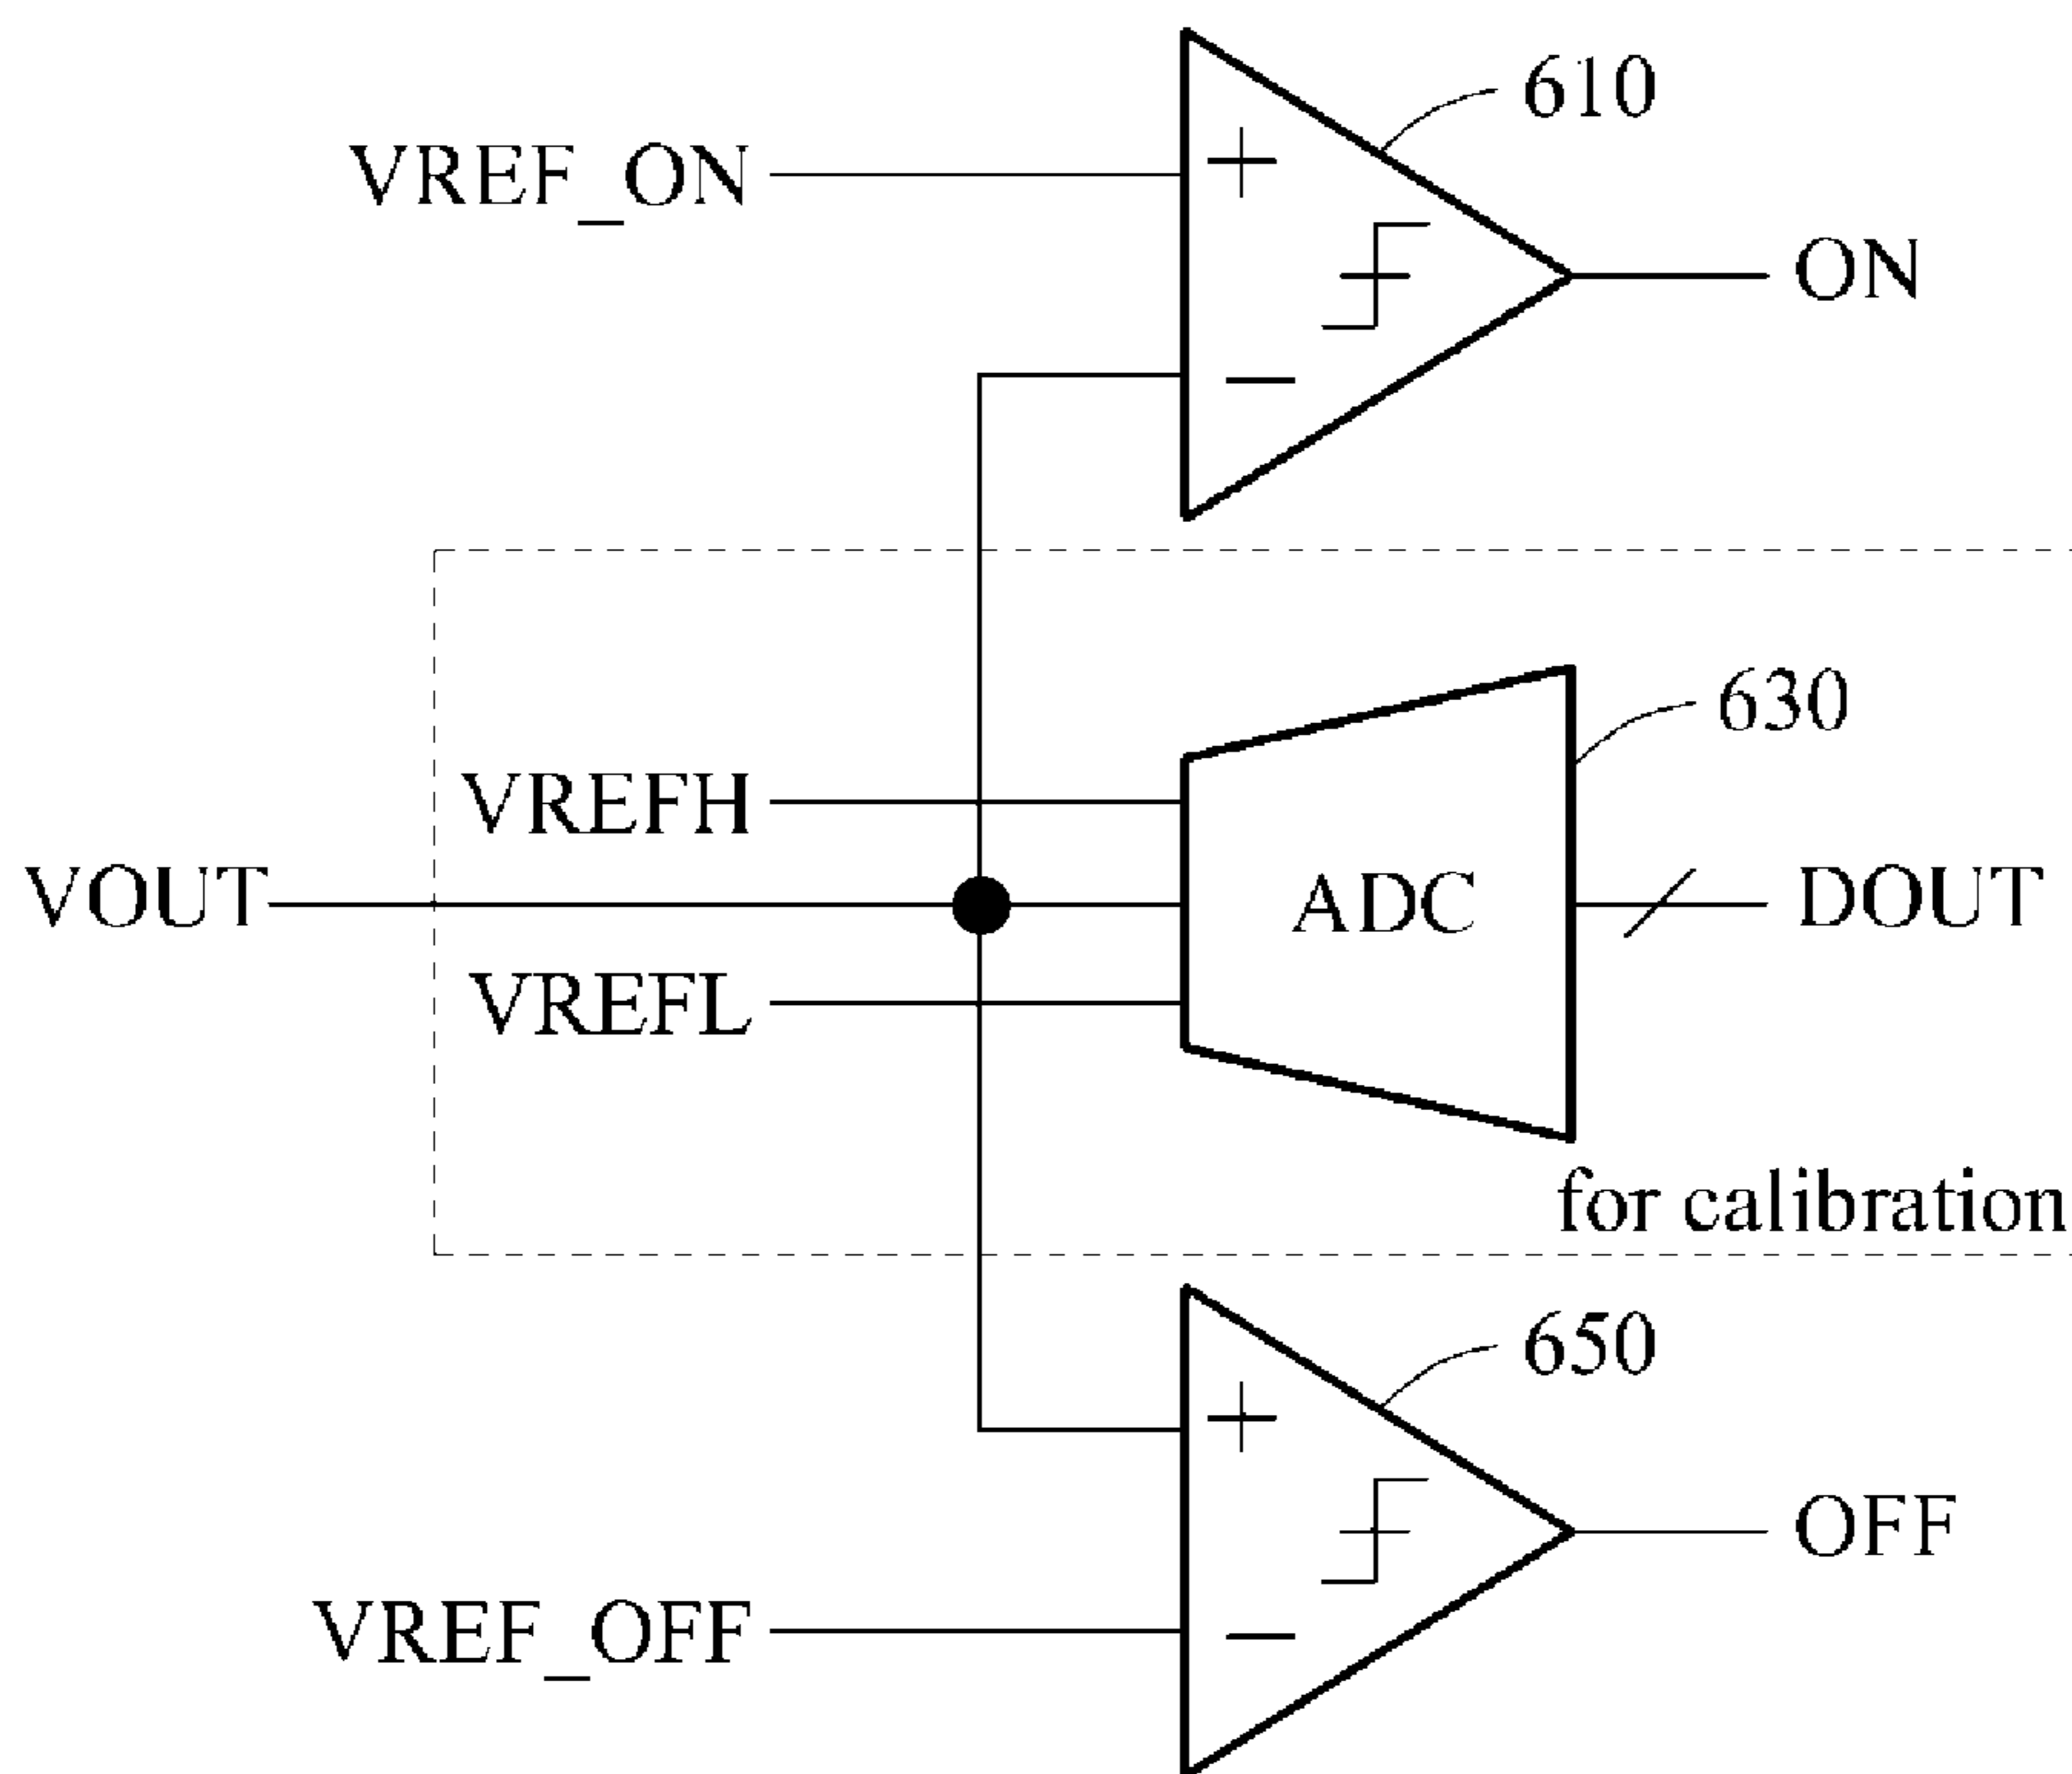 610
VREF_ON
+
ON
−
630
VREFH
VOUT
ADC
DOUT
VREFL
for calibration
650
+
OFF
VREF_OFF
−